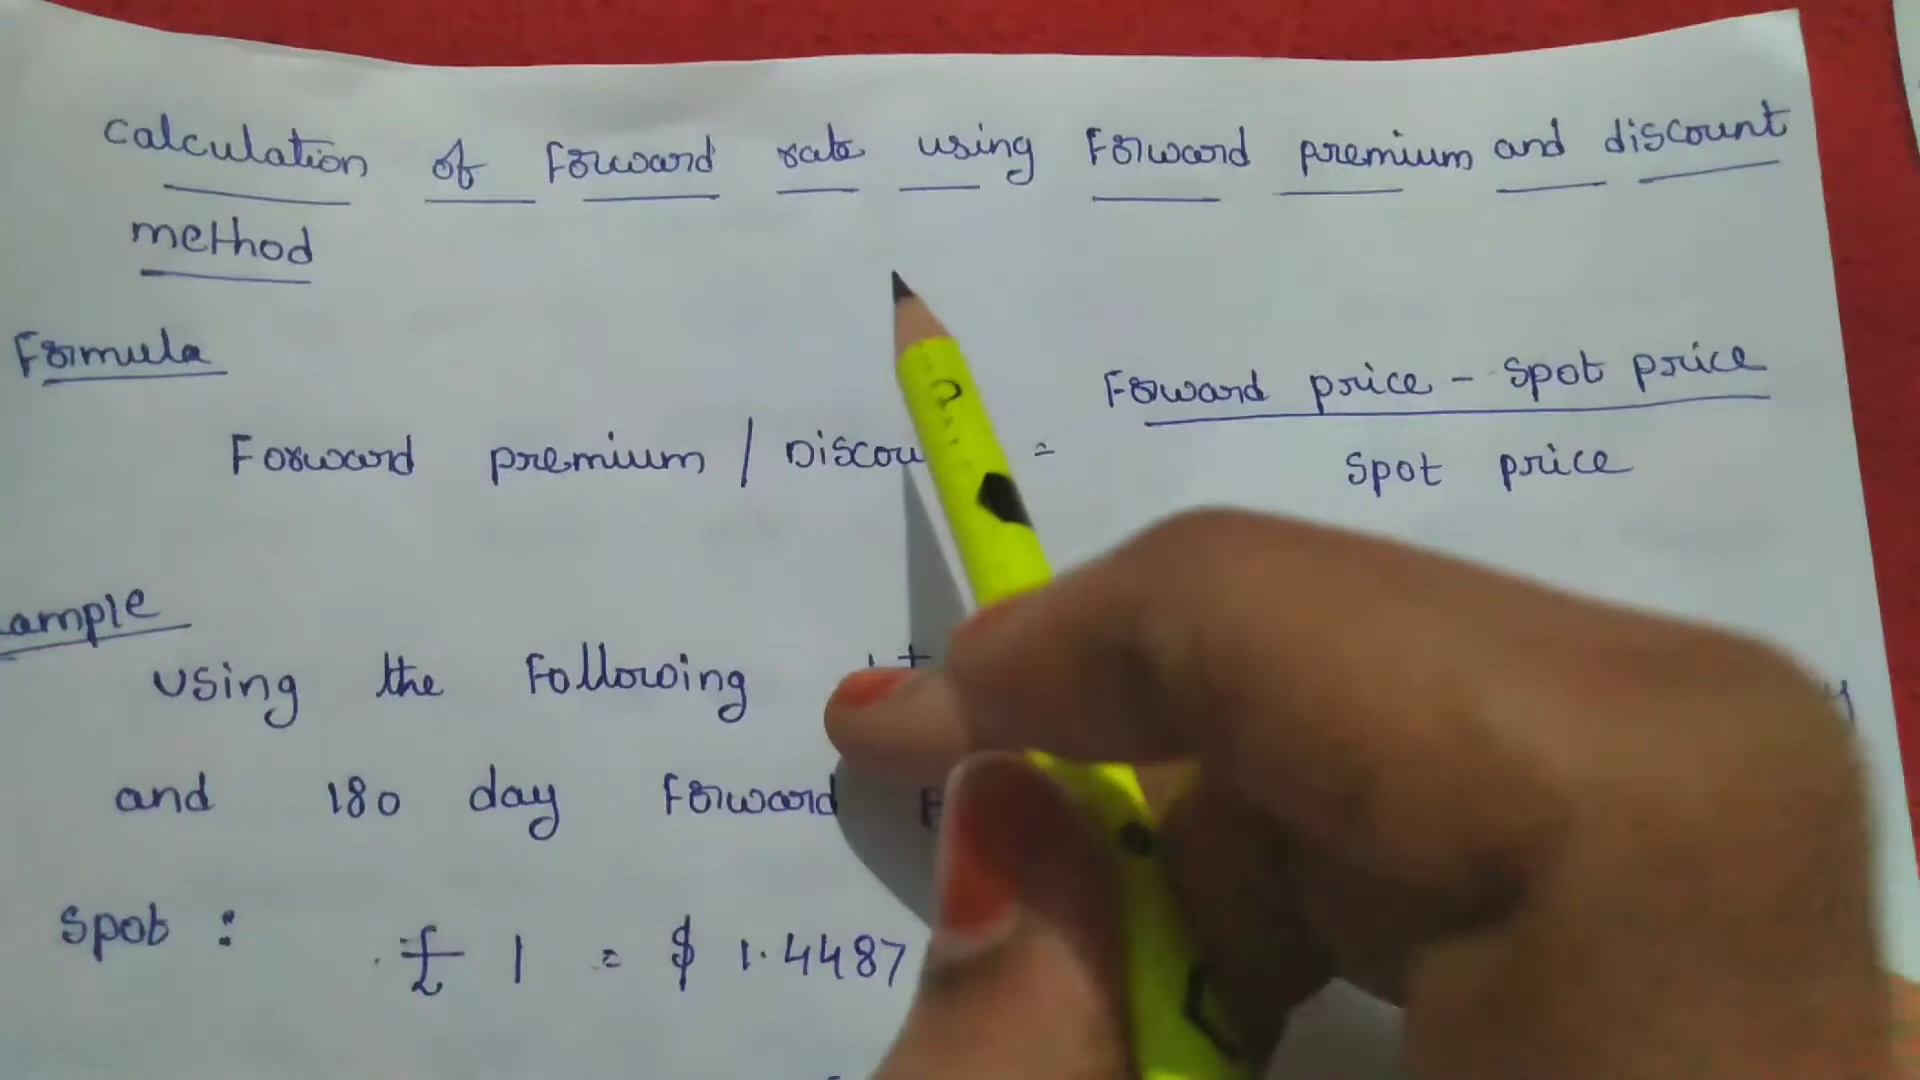 calculation of Forward rate using Forward premium and discount
method
Formula
Forward premium / Discou = Forward price - Spot price
Spot price
ample
using the Following
and 180 day Forward
Spot : £ 1 = $ 1.4487